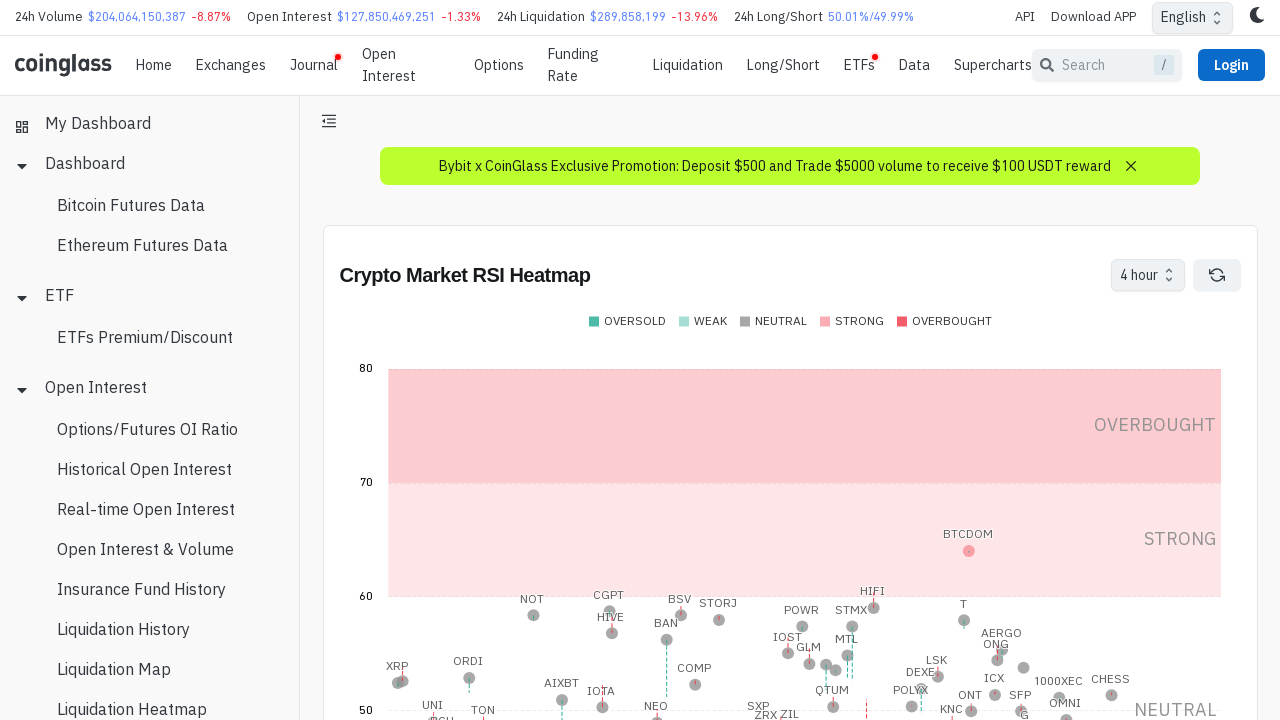 24h Volume $204,064,150,387 -8.87% Open Interest $127,850,469,251 -1.33% 24h Liquidation $289,858,199 -13.96% 24h Long/Short 50.01%/49.99% API Download APP English
coinglass Home Exchanges Journal Open Interest Options Funding Rate Liquidation Long/Short ETFs Data Supercharts Search / Login
My Dashboard
Dashboard
Bitcoin Futures Data
Ethereum Futures Data
ETF
ETFs Premium/Discount
Open Interest
Options/Futures OI Ratio
Historical Open Interest
Real-time Open Interest
Open Interest & Volume
Insurance Fund History
Liquidation History
Liquidation Map
Liquidation Heatmap
Bybit x CoinGlass Exclusive Promotion: Deposit $500 and Trade $5000 volume to receive $100 USDT reward
Crypto Market RSI Heatmap
4 hour
OVERSOLD WEAK NEUTRAL STRONG OVERBOUGHT
80
OVERBOUGHT
70
BTCDOM
STRONG
60
HIFI
NOT CGPT BSV STORJ
T
HIVE POWR STMX
BAN
AERGO
IOST MTL
GLM ONG
XRP ORDI COMP
LSK
DEXE
AIXBT ICX 1000XEC CHESS
IOTA QTUM POLYX
ONT SFP
UNI NEO SXP OMNI
TON KNC
ZRX ZIL G
50
NEUTRAL